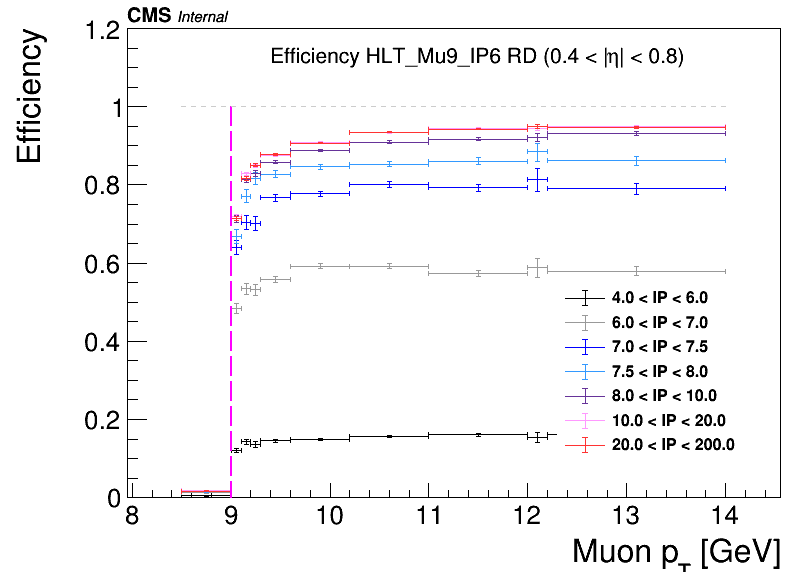 CMS Internal
Efficiency HLT_Mu9_IP6 RD (0.4 < |η| < 0.8)
Efficiency
1.2
1
0.8
0.6
0.4
0.2
0
4.0 < IP < 6.0
6.0 < IP < 7.0
7.0 < IP < 7.5
7.5 < IP < 8.0
8.0 < IP < 10.0
10.0 < IP < 20.0
20.0 < IP < 200.0
8 9 10 11 12 13 14
Muon p_T [GeV]